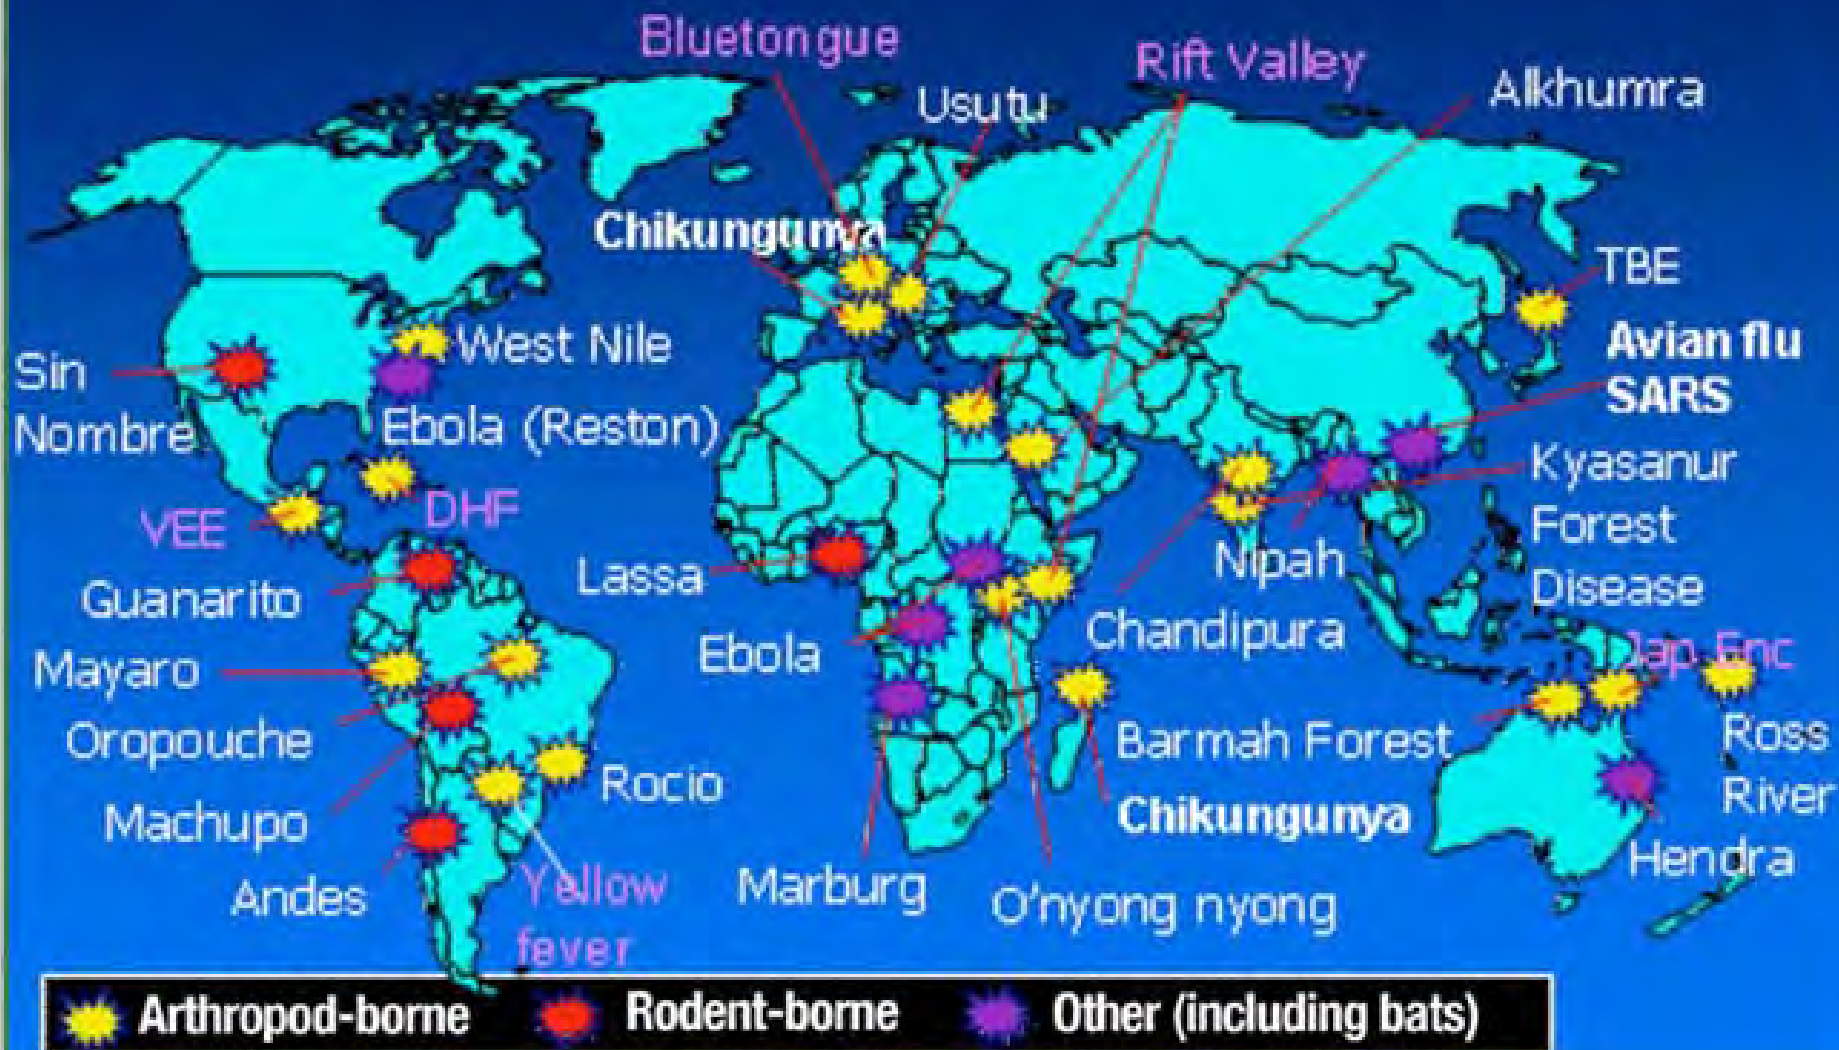 Bluetongue
Rift Valley
Alkhumra
Usutu
Chikungunya
TBE
Avian flu
SARS
West Nile
Sin
Nombre
Ebola (Reston)
Kyasanur
Forest
Disease
VEE
DHF
Nipah
Lassa
Guanarito
Chandipura
Ebola
Jap Enc
Mayaro
Oropouche
Barmah Forest
Ross
River
Rocio
Machupo
Chikungunya
Hendra
Andes
Yellow
fever
Marburg
O'nyong nyong
Arthropod-borne
Rodent-borne
Other (including bats)